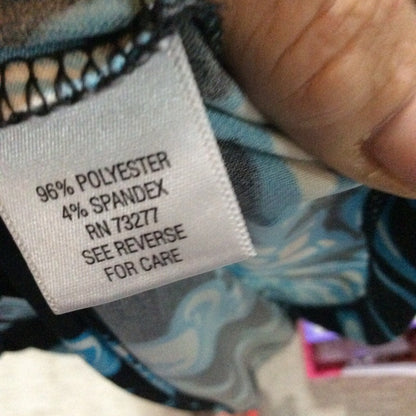 96% POLYESTER
4% SPANDEX
RN 73277
SEE REVERSE
FOR CARE